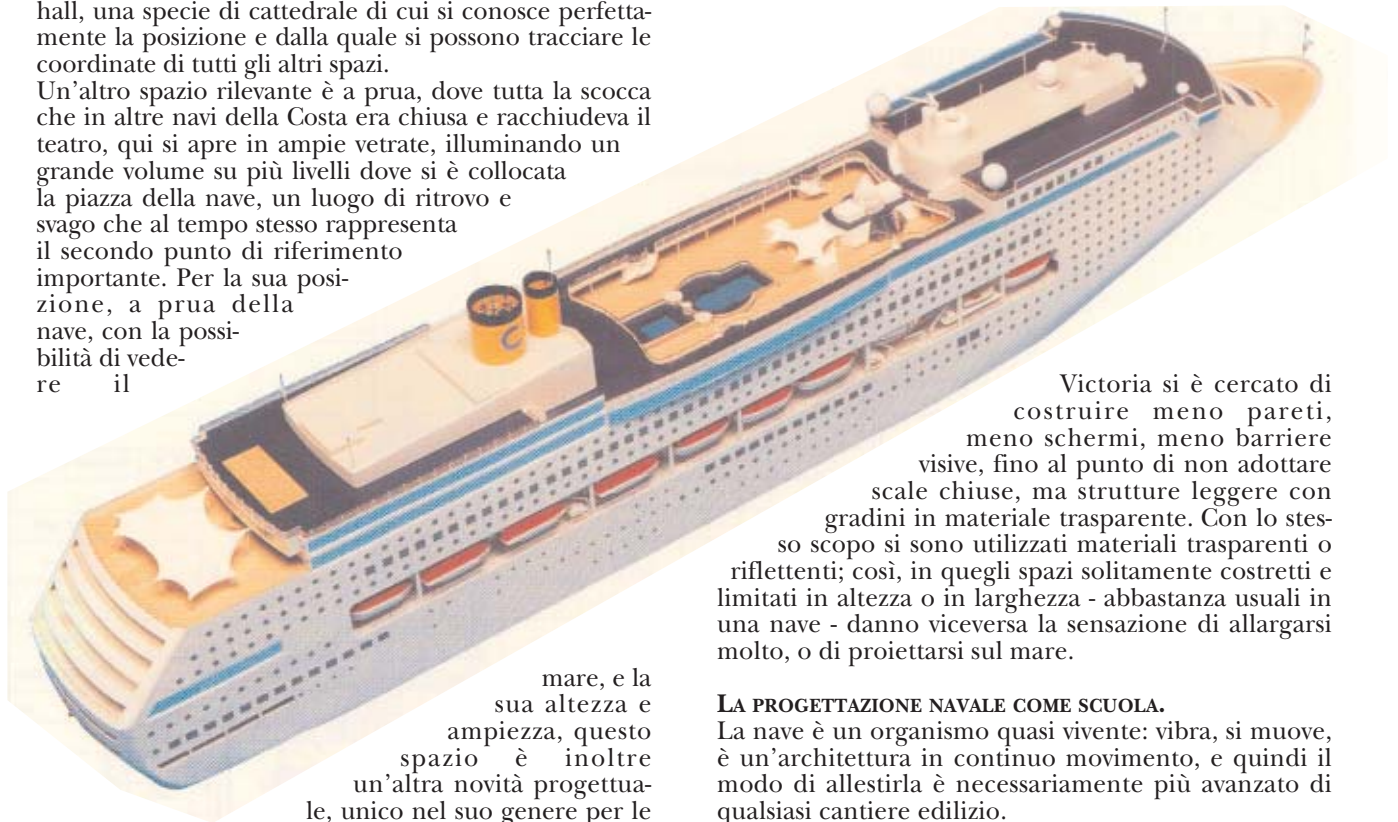 hall, una specie di cattedrale di cui si conosce perfetta-
mente la posizione e dalla quale si possono tracciare le
coordinate di tutti gli altri spazi.
Un'altro spazio rilevante è a prua, dove tutta la scocca
che in altre navi della Costa era chiusa e racchiudeva il
teatro, qui si apre in ampie vetrate, illuminando un
grande volume su più livelli dove si è collocata
la piazza della nave, un luogo di ritrovo e
svago che al tempo stesso rappresenta
il secondo punto di riferimento
importante. Per la sua posi-
zione, a prua della
nave, con la possi-
bilità di vede-
re il
mare, e la
sua altezza e
ampiezza, questo
spazio è inoltre
un'altra novità progettua-
le, unico nel suo genere per le
Victoria si è cercato di
costruire meno pareti,
meno schermi, meno barriere
visive, fino al punto di non adottare
scale chiuse, ma strutture leggere con
gradini in materiale trasparente. Con lo stes-
so scopo si sono utilizzati materiali trasparenti o
riflettenti; così, in quegli spazi solitamente costretti e
limitati in altezza o in larghezza - abbastanza usuali in
una nave - danno viceversa la sensazione di allargarsi
molto, o di proiettarsi sul mare.
LA PROGETTAZIONE NAVALE COME SCUOLA.
La nave è un organismo quasi vivente: vibra, si muove,
è un'architettura in continuo movimento, e quindi il
modo di allestirla è necessariamente più avanzato di
qualsiasi cantiere edilizio.
C